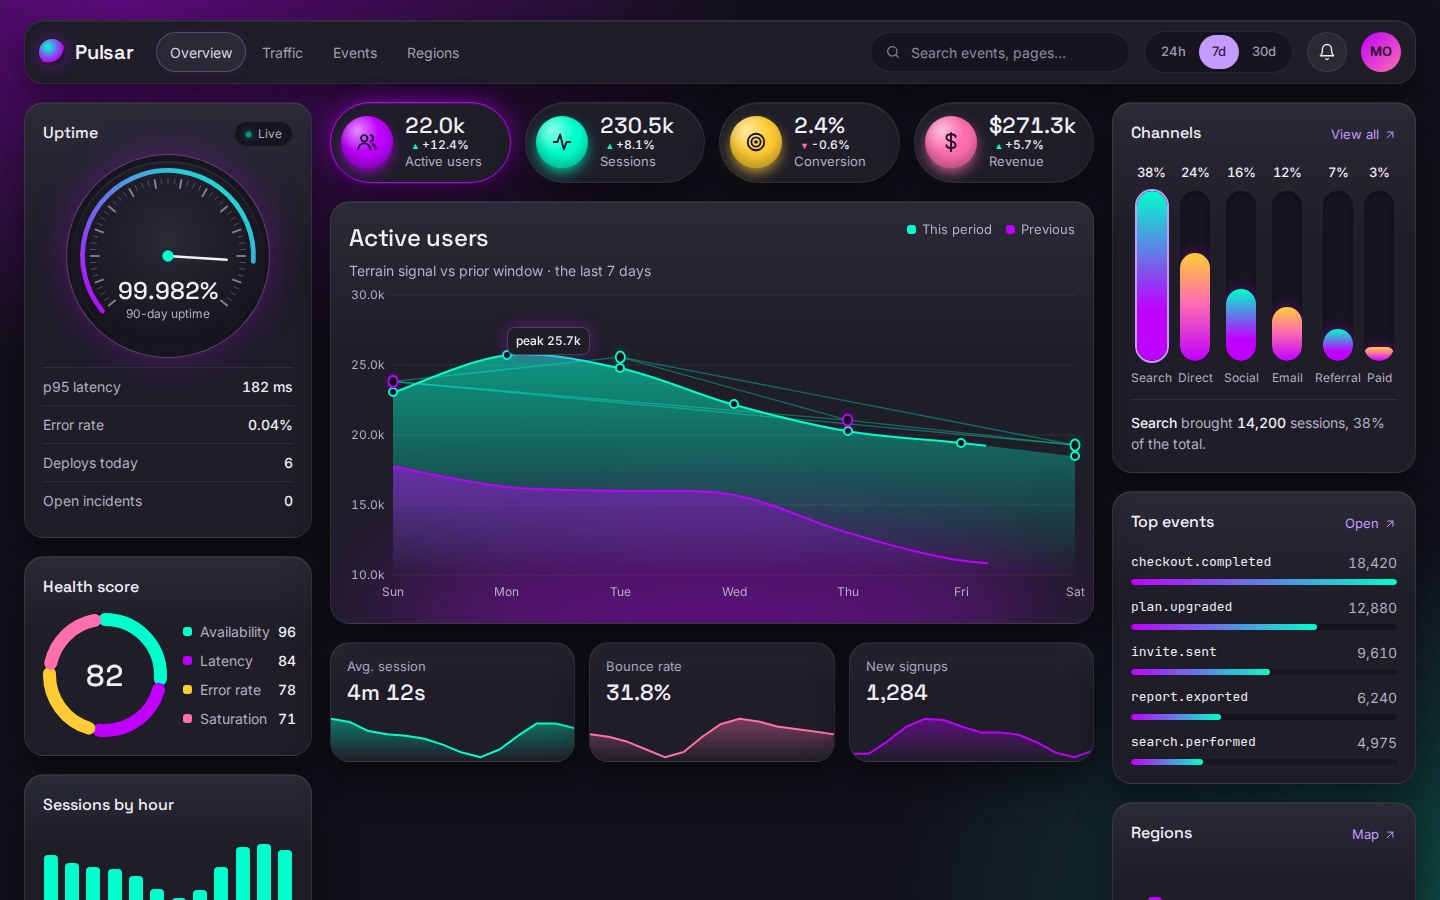 Pulsar
Overview
Traffic
Events
Regions
Search events, pages...
24h
7d
30d
MO
Uptime
Live
99.982%
90-day uptime
p95 latency
182 ms
Error rate
0.04%
Deploys today
6
Open incidents
0
Health score
82
Availability 96
Latency 84
Error rate 78
Saturation 71
Sessions by hour
22.0k
▲ +12.4%
Active users
230.5k
▲ +8.1%
Sessions
2.4%
▼ -0.6%
Conversion
$271.3k
▲ +5.7%
Revenue
Active users
This period
Previous
Terrain signal vs prior window · the last 7 days
30.0k
25.0k
20.0k
15.0k
10.0k
peak 25.7k
Sun
Mon
Tue
Wed
Thu
Fri
Sat
Avg. session
4m 12s
Bounce rate
31.8%
New signups
1,284
Channels
View all
38% 24% 16% 12% 7% 3%
Search Direct Social Email Referral Paid
Search brought 14,200 sessions, 38%
of the total.
Top events
Open
checkout.completed
18,420
plan.upgraded
12,880
invite.sent
9,610
report.exported
6,240
search.performed
4,975
Regions
Map